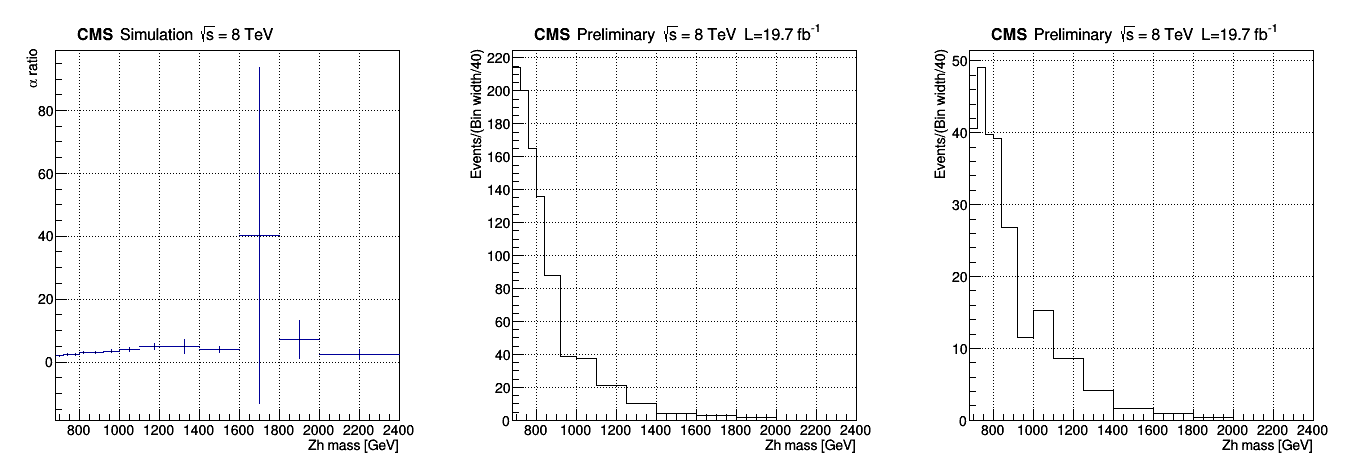 CMS Simulation √s = 8 TeV
α ratio
80
60
40
20
0
800 1000 1200 1400 1600 1800 2000 2200 2400
Zh mass [GeV]
CMS Preliminary √s = 8 TeV L=19.7 fb⁻¹
Events/(Bin width/40)
220
200
180
160
140
120
100
80
60
40
20
0
800 1000 1200 1400 1600 1800 2000 2200 2400
Zh mass [GeV]
CMS Preliminary √s = 8 TeV L=19.7 fb⁻¹
Events/(Bin width/40)
50
40
30
20
10
0
800 1000 1200 1400 1600 1800 2000 2200 2400
Zh mass [GeV]